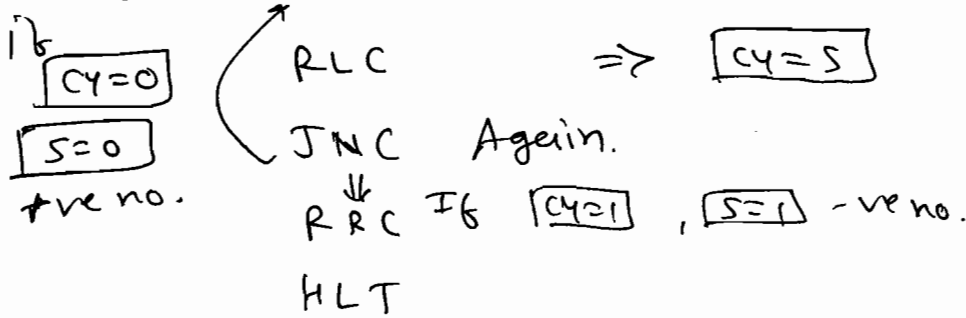 if
CY=0 RLC => CY=S
S=0 JNC Again.
+ve no. RRC If CY=1 , S=1 -ve no.
HLT